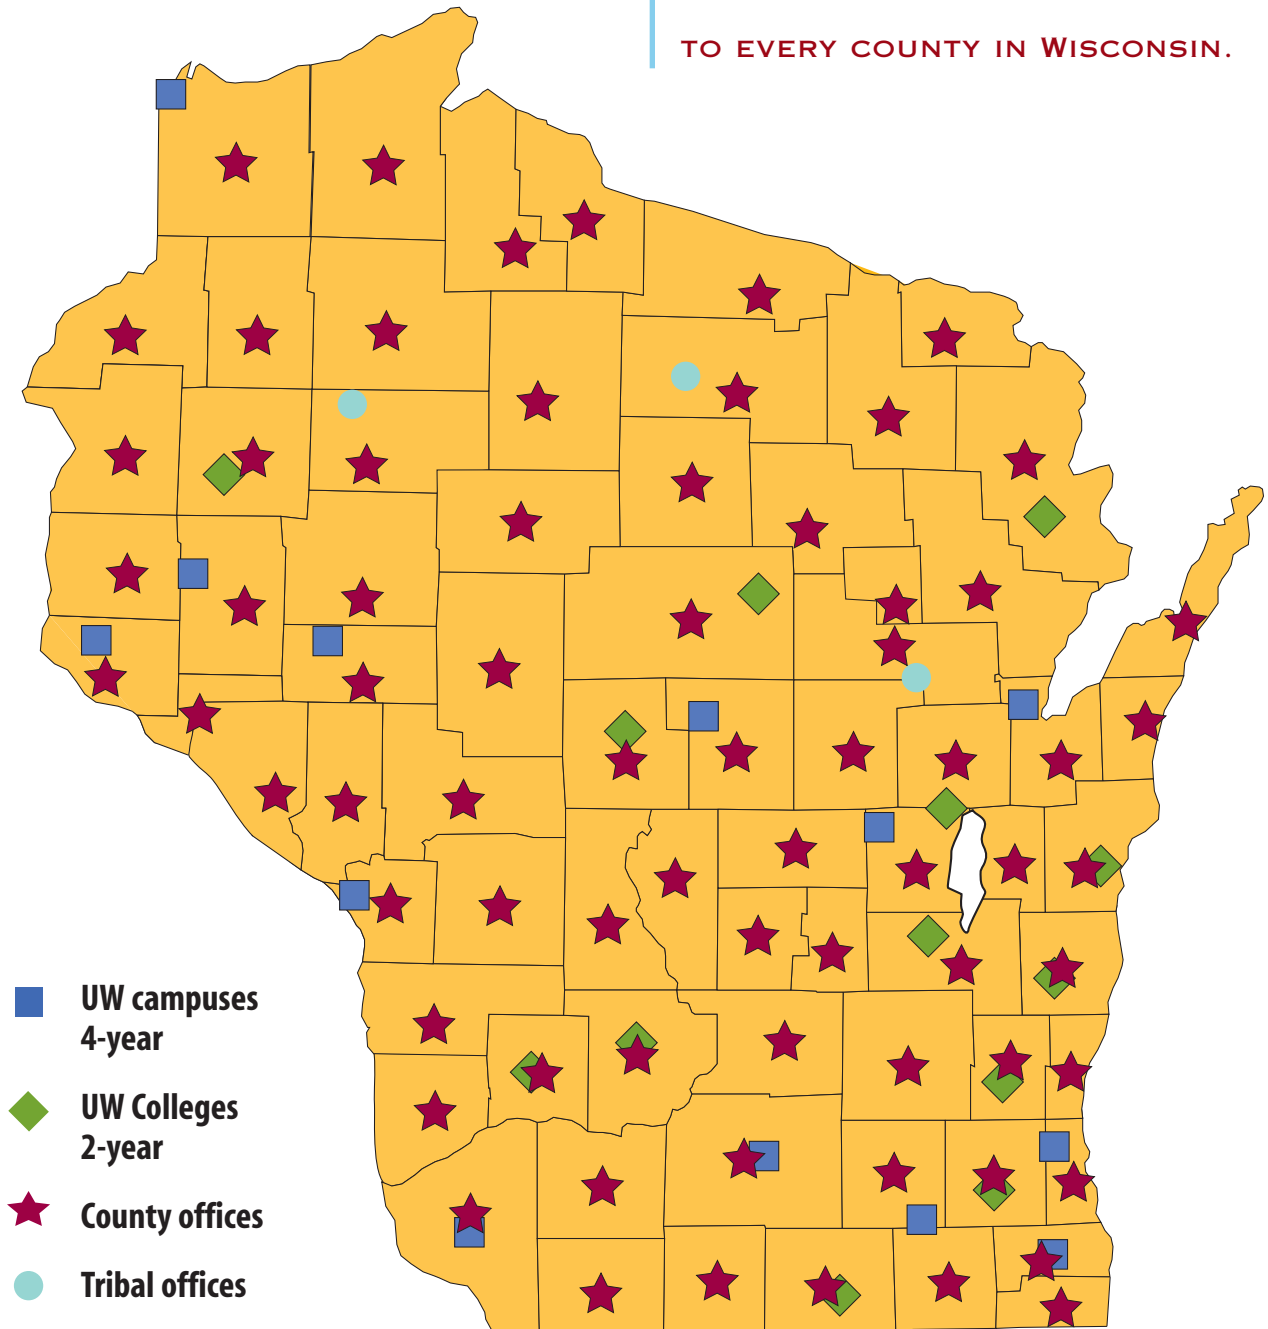 TO EVERY COUNTY IN WISCONSIN.
UW campuses
4-year
UW Colleges
2-year
County offices
Tribal offices